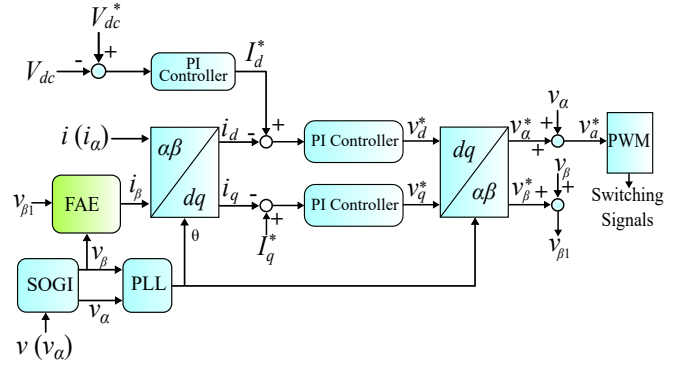 V*dc
+
Vdc
-
PI
Controller
I*d
i (iα)
αβ
dq
id
-
+
PI Controller
v*d
dq
αβ
v*α
+
+
vα
v*a
PWM
Switching
Signals
vβ1
FAE
iβ
iq
-
+
I*q
PI Controller
v*q
v*β
+
+
vβ
vβ1
θ
SOGI
vβ
vα
PLL
v (vα)